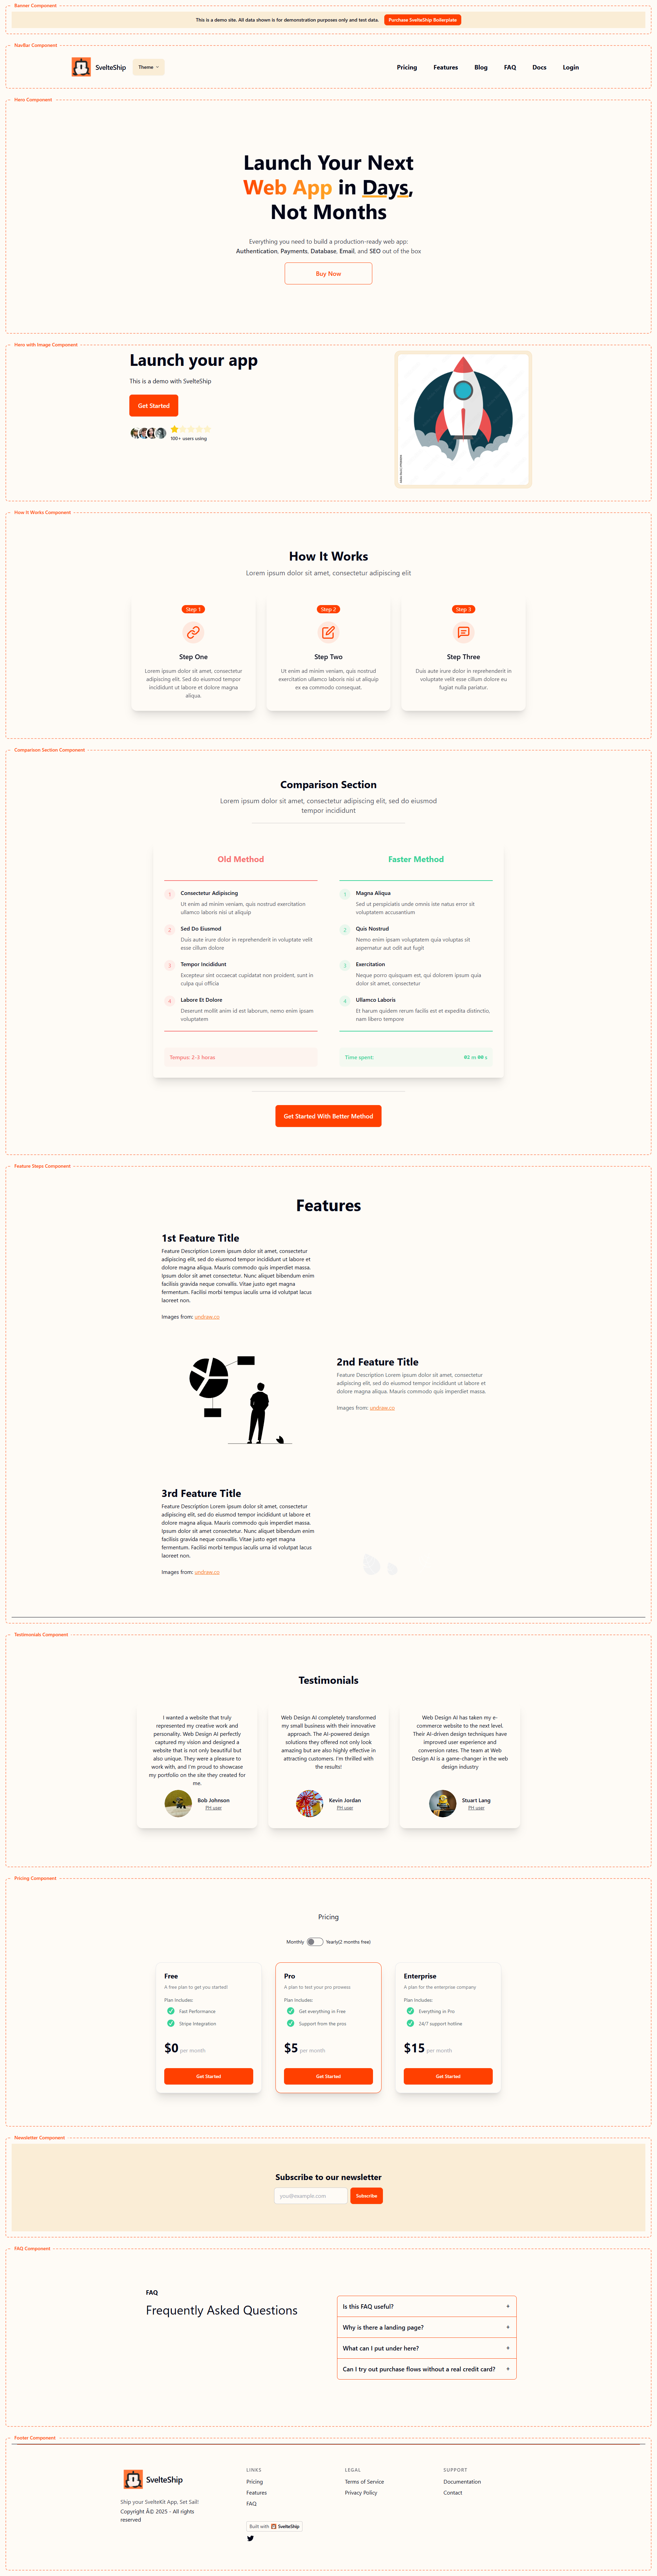 Banner Component
This is a demo site. All data shown is for demonstration purposes only and test data. Purchase SvelteShip Boilerplate
NavBar Component
SvelteShip Theme Pricing Features Blog FAQ Docs Login
Hero Component
Launch Your Next
Web App in Days,
Not Months
Everything you need to build a production-ready web app:
Authentication, Payments, Database, Email, and SEO out of the box
Buy Now
Hero with Image Component
Launch your app
This is a demo with SvelteShip
Get Started
100+ users using
How It Works Component
How It Works
Lorem ipsum dolor sit amet, consectetur adipiscing elit
Step 1
Step One
Lorem ipsum dolor sit amet, consectetur
adipiscing elit. Sed do eiusmod tempor
incididunt ut labore et dolore magna
aliqua.
Step 2
Step Two
Ut enim ad minim veniam, quis nostrud
exercitation ullamco laboris nisi ut aliquip
ex ea commodo consequat.
Step 3
Step Three
Duis aute irure dolor in reprehenderit in
voluptate velit esse cillum dolore eu
fugiat nulla pariatur.
Comparison Section Component
Comparison Section
Lorem ipsum dolor sit amet, consectetur adipiscing elit, sed do eiusmod
tempor incididunt
Old Method
1 Consectetur Adipiscing
Ut enim ad minim veniam, quis nostrud exercitation
ullamco laboris nisi ut aliquip
2 Sed Do Eiusmod
Duis aute irure dolor in reprehenderit in voluptate velit
esse cillum dolore
3 Tempor Incididunt
Excepteur sint occaecat cupidatat non proident, sunt in
culpa qui officia
4 Labore Et Dolore
Deserunt mollit anim id est laborum, nemo enim ipsam
voluptatem
Tempus: 2-3 horas
Faster Method
1 Magna Aliqua
Sed ut perspiciatis unde omnis iste natus error sit
voluptatem accusantium
2 Quis Nostrud
Nemo enim ipsam voluptatem quia voluptas sit
aspernatur aut odit aut fugit
3 Exercitation
Neque porro quisquam est, qui dolorem ipsum quia
dolor sit amet, consectetur
4 Ullamco Laboris
Et harum quidem rerum facilis est et expedita distinctio,
nam libero tempore
Time spent:
Get Started With Better Method
Feature Steps Component
Features
1st Feature Title
Feature Description Lorem ipsum dolor sit amet, consectetur
adipiscing elit, sed do eiusmod tempor incididunt ut labore et
dolore magna aliqua. Mauris commodo quis imperdiet massa.
Ipsum dolor sit amet consectetur. Nunc aliquet bibendum enim
facilisis gravida neque convallis. Vitae justo eget magna
fermentum. Facilisi morbi tempus iaculis urna id volutpat lacus
laoreet non.
Images from: undraw.co
2nd Feature Title
Feature Description Lorem ipsum dolor sit amet, consectetur
adipiscing elit, sed do eiusmod tempor incididunt ut labore et
dolore magna aliqua. Mauris commodo quis imperdiet massa.
Images from: undraw.co
3rd Feature Title
Feature Description Lorem ipsum dolor sit amet, consectetur
adipiscing elit, sed do eiusmod tempor incididunt ut labore et
dolore magna aliqua. Mauris commodo quis imperdiet massa.
Ipsum dolor sit amet consectetur. Nunc aliquet bibendum enim
facilisis gravida neque convallis. Vitae justo eget magna
fermentum. Facilisi morbi tempus iaculis urna id volutpat lacus
laoreet non.
Images from: undraw.co
Testimonials Component
Testimonials
I wanted a website that truly
represented my creative work and
personality. Web Design AI perfectly
captured my vision and designed a
website that is not only beautiful but
also unique. They were a pleasure to
work with, and I'm proud to showcase
my portfolio on the site they created for
me.
Bob Johnson
PH user
Web Design AI completely transformed
my small business with their innovative
approach. The AI-powered design
solutions they offered not only look
amazing but are also highly effective in
attracting customers. I'm thrilled with
the results!
Kevin Jordan
PH user
Web Design AI has taken my e-
commerce website to the next level.
Their AI-driven design techniques have
improved user experience and
conversion rates. The team at Web
Design AI is a game-changer in the web
design industry
Stuart Lang
PH user
Pricing Component
Pricing
Monthly Yearly(2 months free)
Free
A free plan to get you started!
Plan Includes:
Fast Performance
Stripe Integration
$0 per month
Get Started
Pro
A plan to test your pro prowess
Plan Includes:
Get everything in Free
Support from the pros
$5 per month
Get Started
Enterprise
A plan for the enterprise company
Plan Includes:
Everything in Pro
24/7 support hotline
$15 per month
Get Started
Newsletter Component
Subscribe to our newsletter
you@example.com Subscribe
FAQ Component
FAQ
Frequently Asked Questions
Is this FAQ useful? +
Why is there a landing page? +
What can I put under here? +
Can I try out purchase flows without a real credit card? +
Footer Component
SvelteShip
Ship your SvelteKit App, Set Sail!
Copyright Â© 2025 - All rights
reserved
LINKS
Pricing
Features
FAQ
Built with SvelteShip
LEGAL
Terms of Service
Privacy Policy
SUPPORT
Documentation
Contact